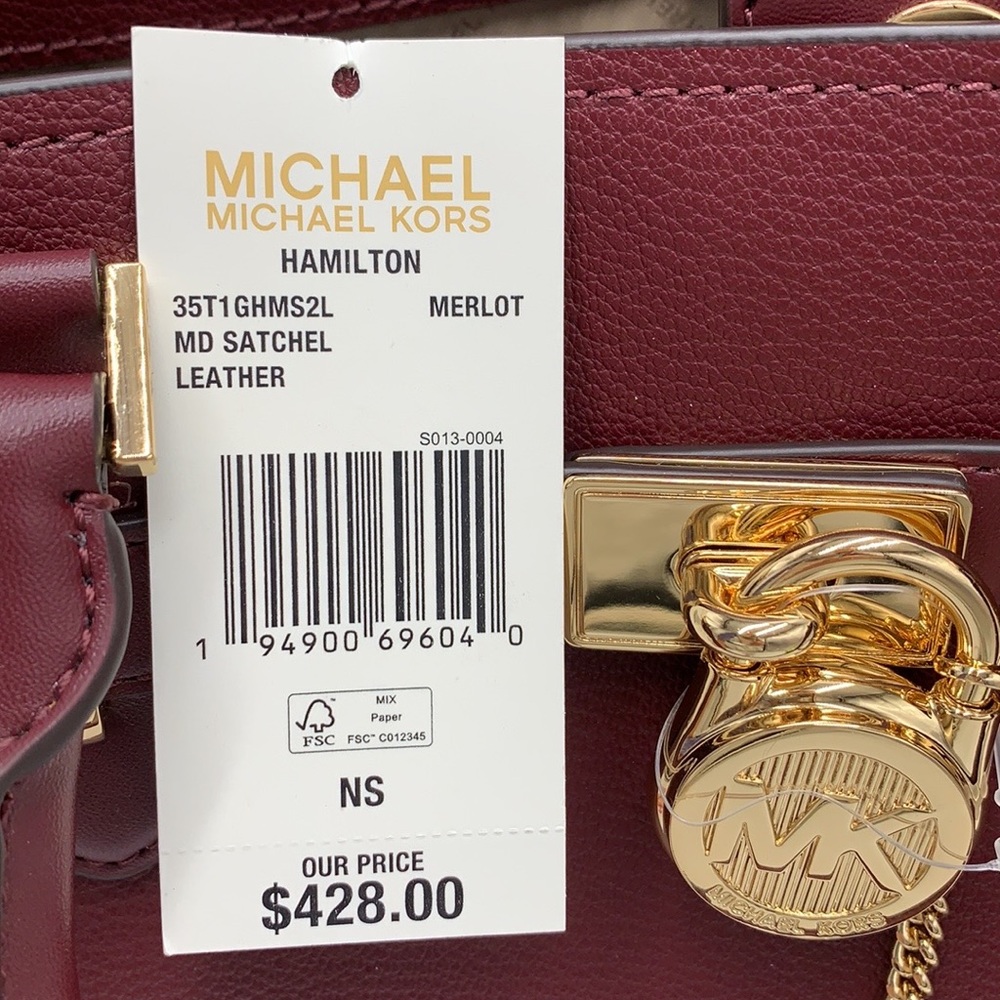 MICHAEL
MICHAEL KORS
HAMILTON
35T1GHMS2L MERLOT
MD SATCHEL
LEATHER
S013-0004
1 94900 69604 0
FSC™
MIX
Paper
FSC™ C012345
NS
OUR PRICE
$428.00
MK
MICHAEL KORS